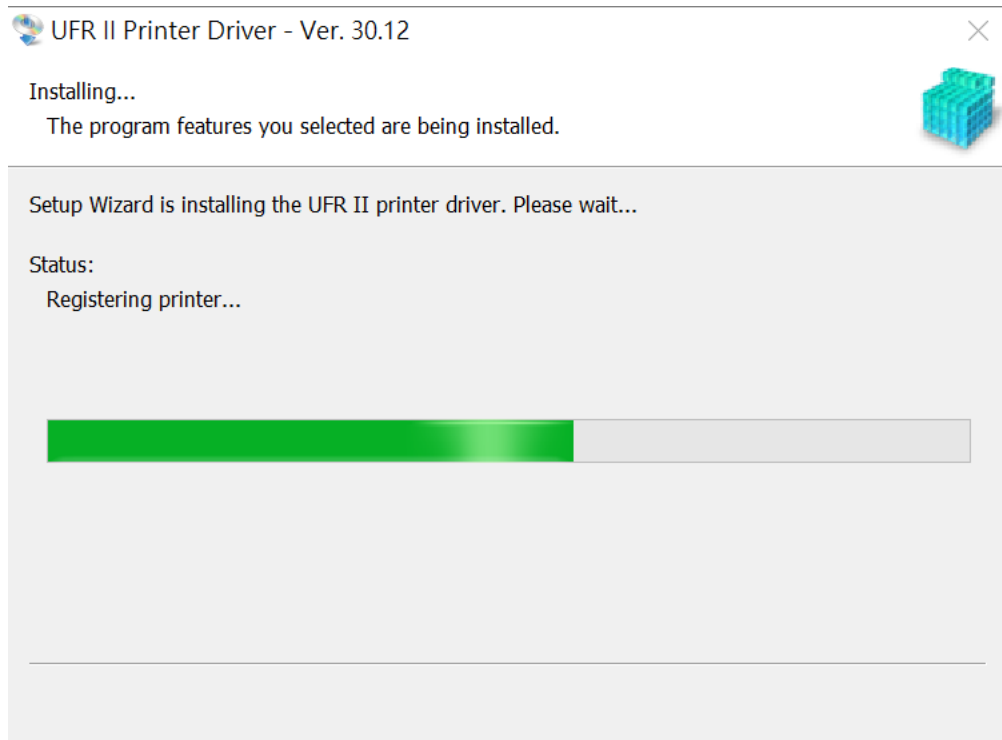 UFR II Printer Driver - Ver. 30.12
Installing...
The program features you selected are being installed.
Setup Wizard is installing the UFR II printer driver. Please wait...
Status:
Registering printer...